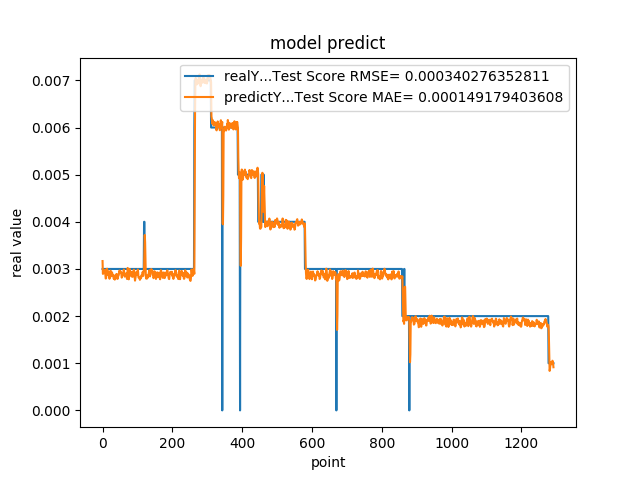 model predict
realY...Test Score RMSE= 0.000340276352811
predictY...Test Score MAE= 0.000149179403608
0.007
0.006
0.005
0.004
0.003
0.002
0.001
0.000
real value
0 200 400 600 800 1000 1200
point